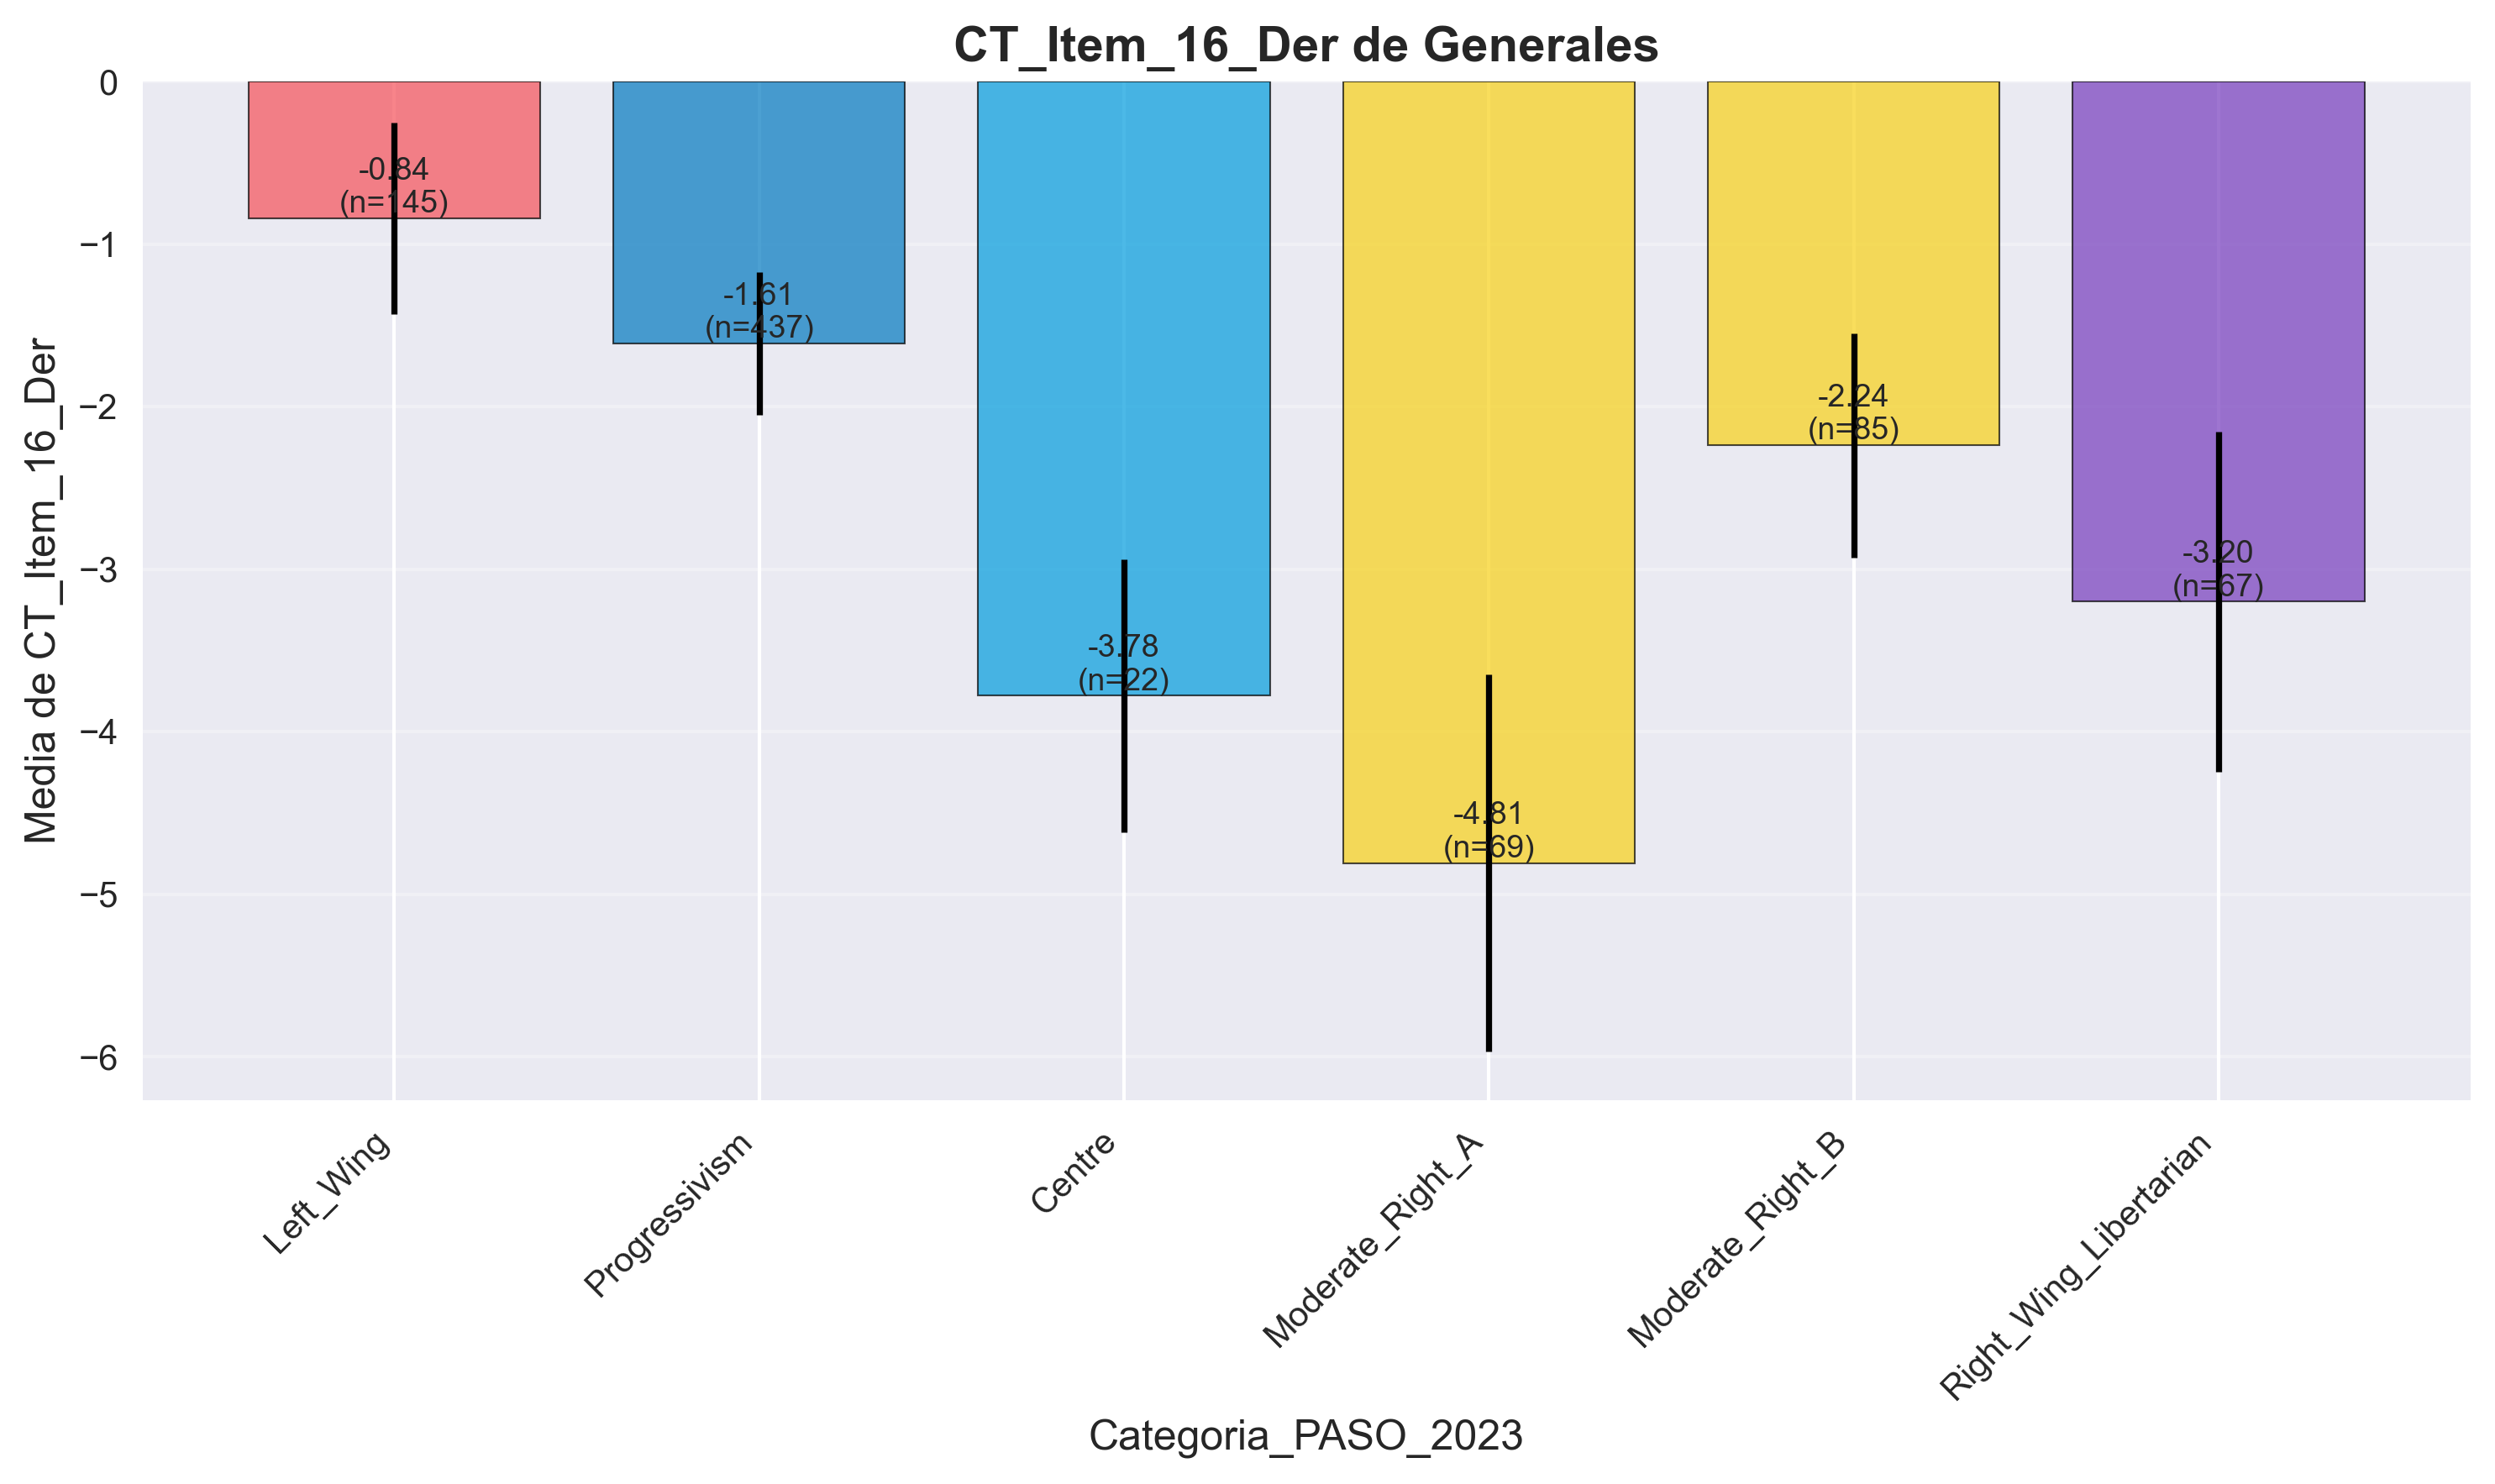 CT_Item_16_Der de Generales
Media de CT_Item_16_Der
0
−1
−2
−3
−4
−5
−6
-0.84
(n=145)
-1.61
(n=437)
-3.78
(n=22)
-4.81
(n=69)
-2.24
(n=85)
-3.20
(n=67)
Left_Wing
Progressivism
Centre
Moderate_Right_A
Moderate_Right_B
Right_Wing_Libertarian
Categoria_PASO_2023